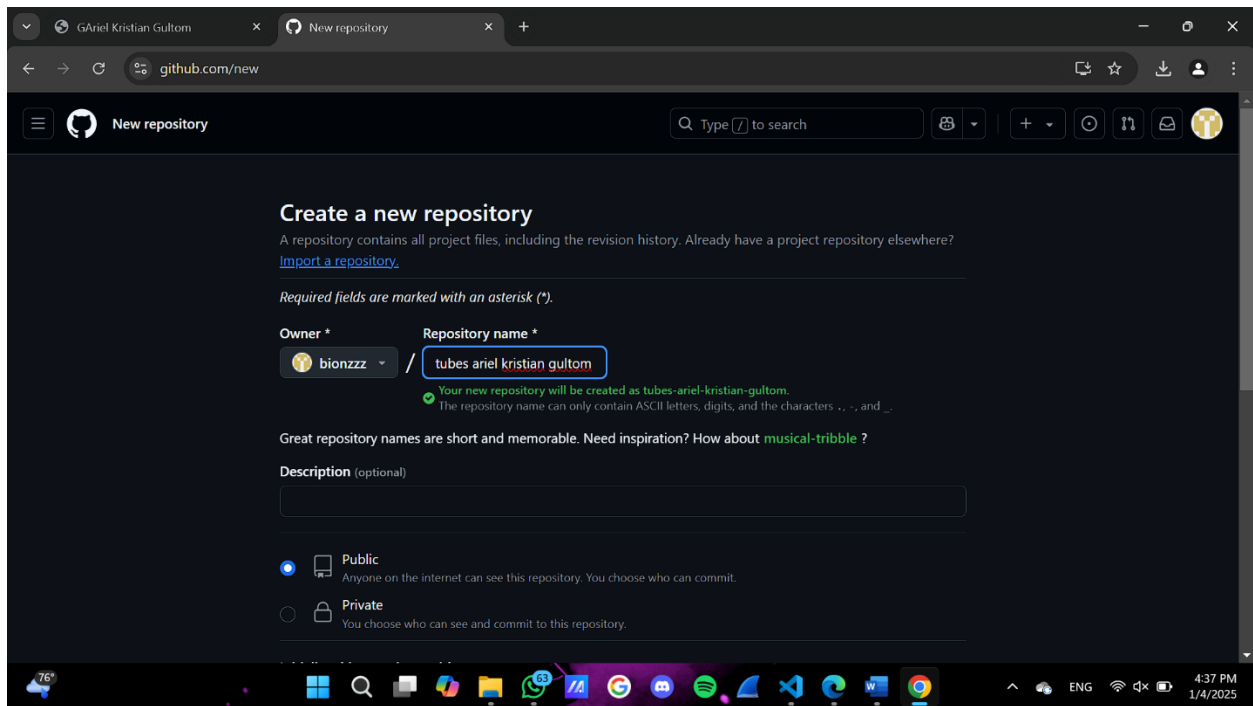 GAriel Kristian Gultom
New repository
github.com/new
New repository
Type / to search
Create a new repository
A repository contains all project files, including the revision history. Already have a project repository elsewhere?
Import a repository.
Required fields are marked with an asterisk (*).
Owner * Repository name *
bionzzz / tubes ariel kristian gultom
Your new repository will be created as tubes-ariel-kristian-gultom.
The repository name can only contain ASCII letters, digits, and the characters ., -, and _.
Great repository names are short and memorable. Need inspiration? How about musical-tribble ?
Description (optional)
Public
Anyone on the internet can see this repository. You choose who can commit.
Private
You choose who can see and commit to this repository.
76°
63
ENG
4:37 PM
1/4/2025